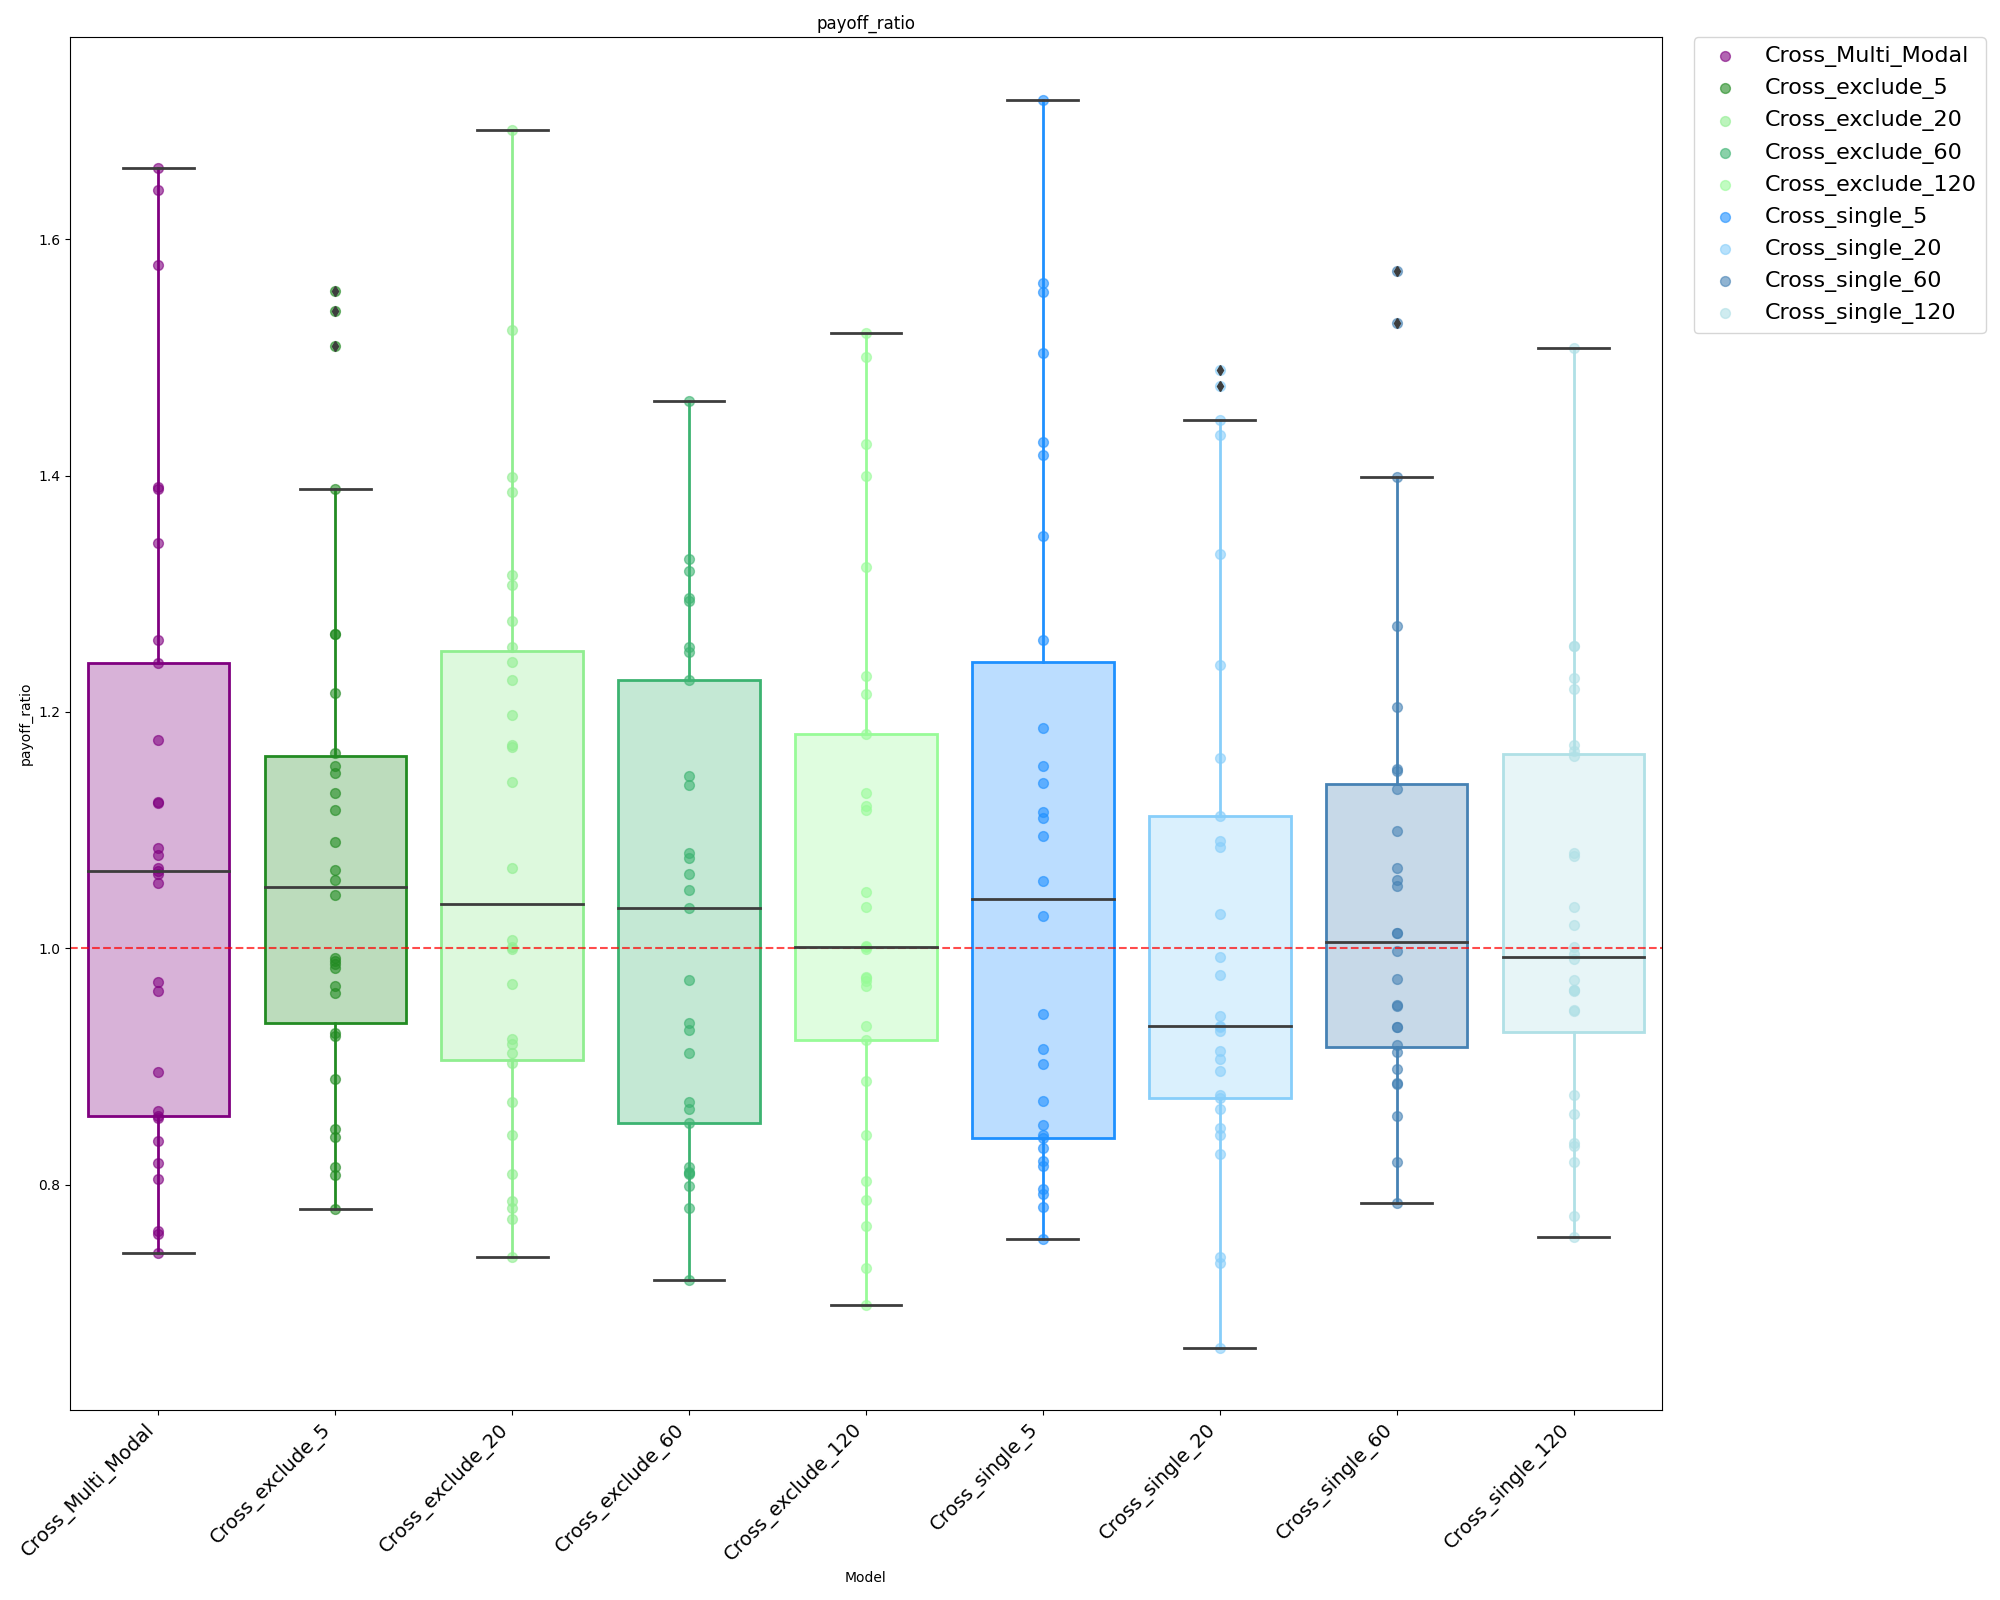 payoff_ratio
payoff_ratio
1.6
1.4
1.2
1.0
0.8
Cross_Multi_Modal
Cross_exclude_5
Cross_exclude_20
Cross_exclude_60
Cross_exclude_120
Cross_single_5
Cross_single_20
Cross_single_60
Cross_single_120
Model
Cross_Multi_Modal
Cross_exclude_5
Cross_exclude_20
Cross_exclude_60
Cross_exclude_120
Cross_single_5
Cross_single_20
Cross_single_60
Cross_single_120